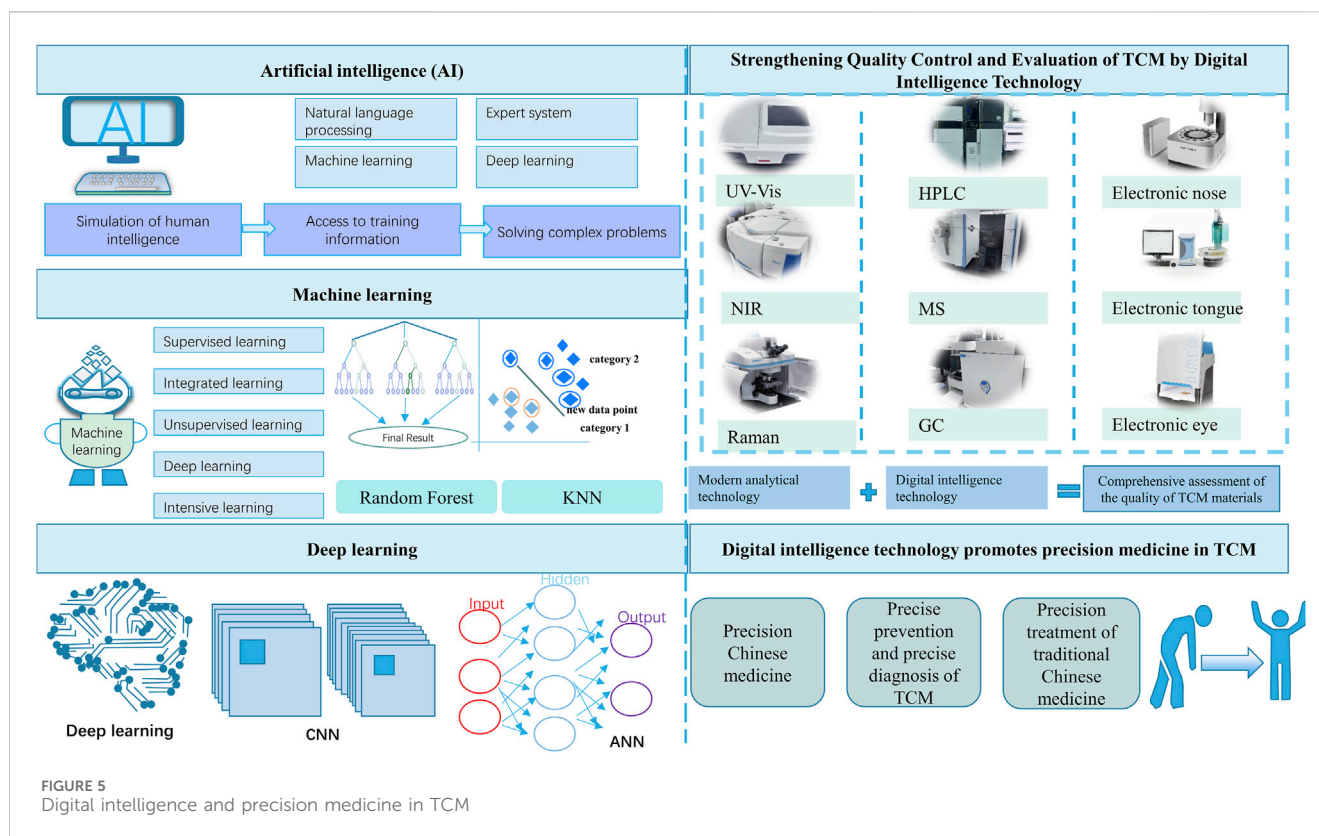 Artificial intelligence (AI)
AI
Natural language
processing
Expert system
Machine learning
Deep learning
Simulation of human
intelligence
Access to training
information
Solving complex problems
Machine learning
Machine
learning
Supervised learning
Integrated learning
Unsupervised learning
Deep learning
Intensive learning
Final Result
category 2
new data point
category 1
Random Forest
KNN
Deep learning
Deep learning
CNN
Input
Hidden
Output
ANN
Strengthening Quality Control and Evaluation of TCM by Digital
Intelligence Technology
UV-Vis
HPLC
Electronic nose
NIR
MS
Electronic tongue
Raman
GC
Electronic eye
Modern analytical
technology
Digital intelligence
technology
Comprehensive assessment of
the quality of TCM materials
Digital intelligence technology promotes precision medicine in TCM
Precision
Chinese
medicine
Precise
prevention
and precise
diagnosis of
TCM
Precision
treatment of
traditional
Chinese
medicine
FIGURE 5
Digital intelligence and precision medicine in TCM